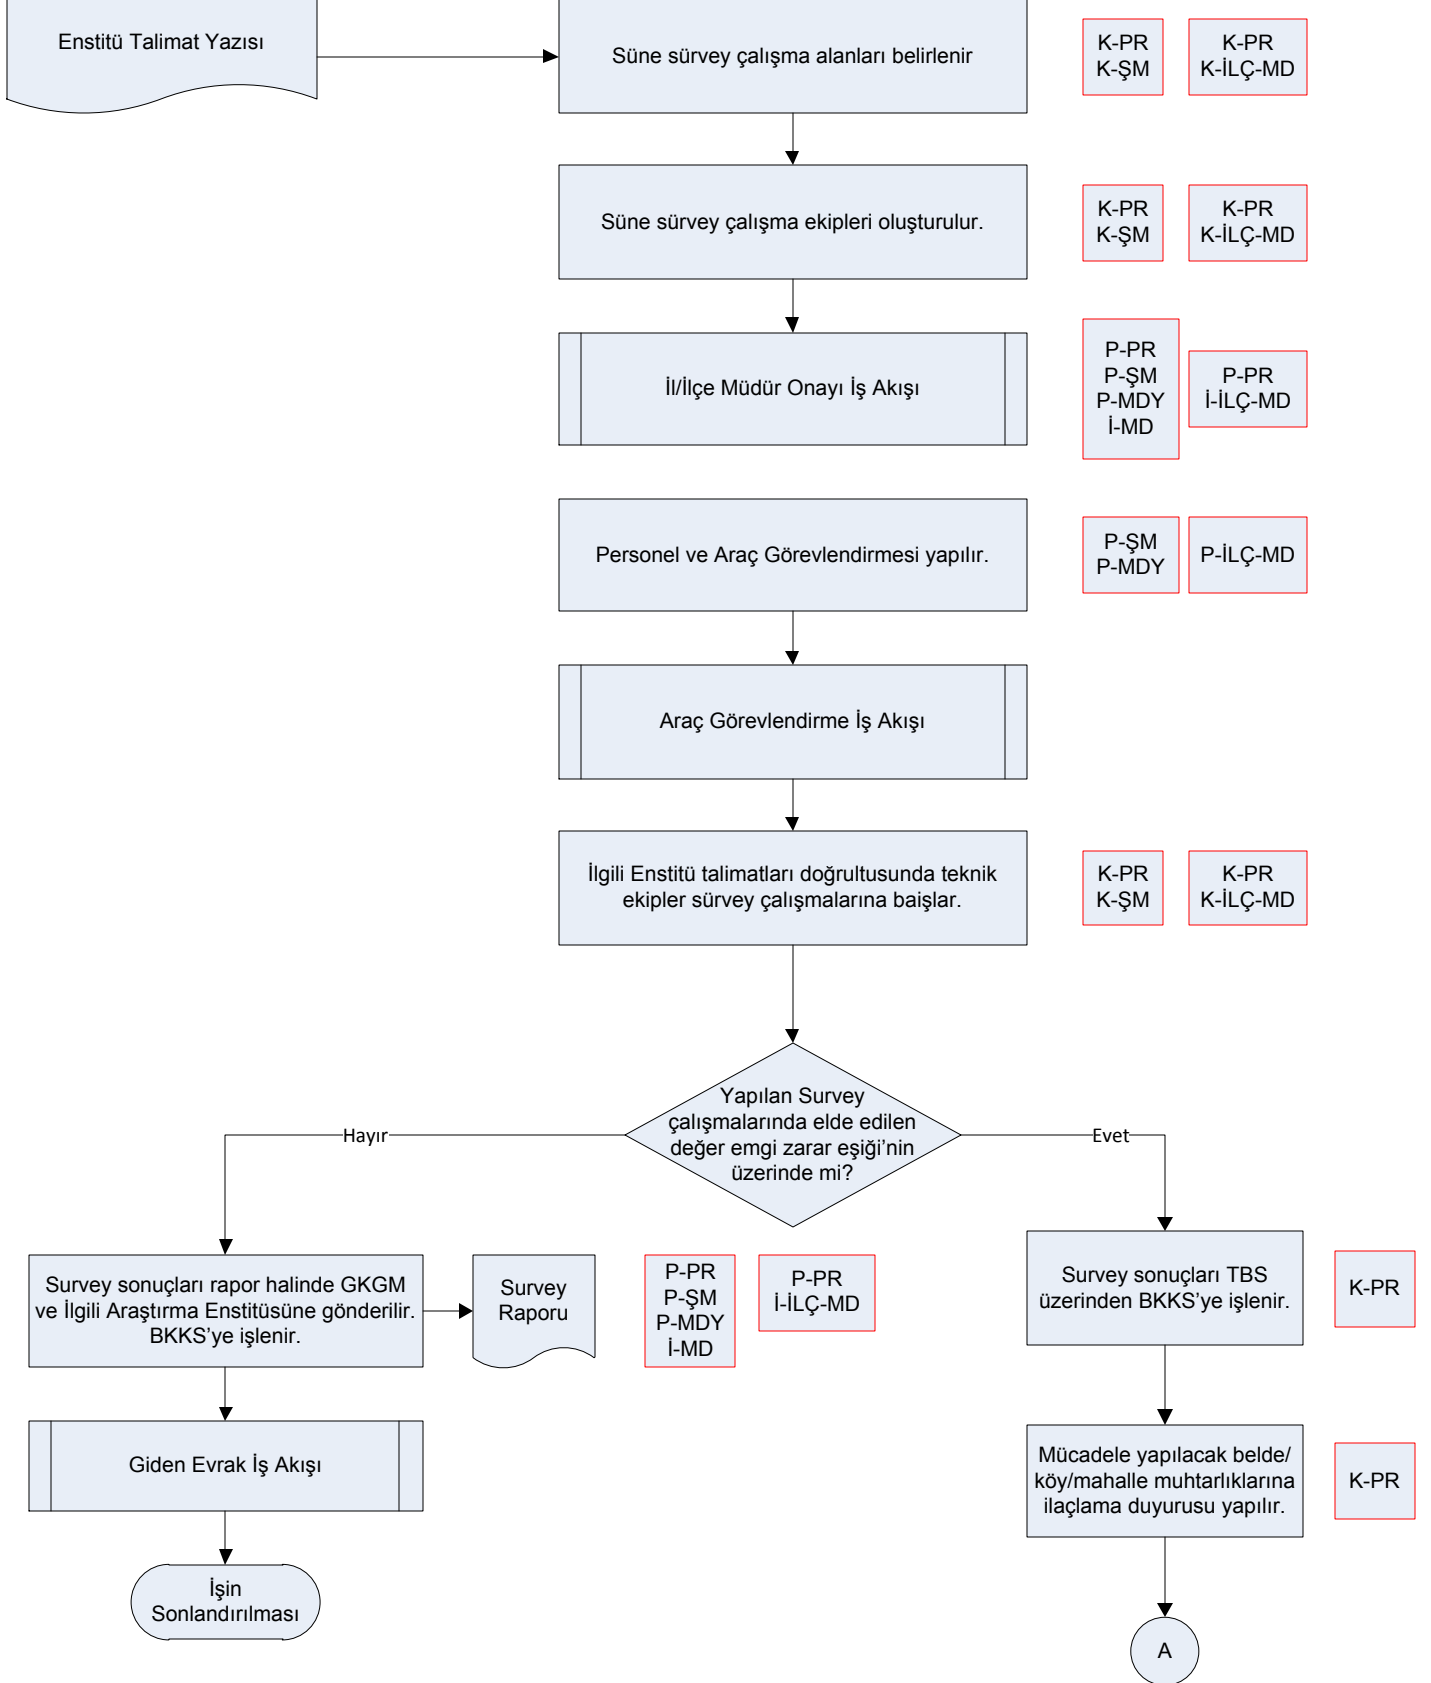 Enstitü Talimat Yazısı
Süne sürvey çalışma alanları belirlenir
K-PR
K-ŞM
K-PR
K-İLÇ-MD
Süne sürvey çalışma ekipleri oluşturulur.
K-PR
K-ŞM
K-PR
K-İLÇ-MD
İl/İlçe Müdür Onayı İş Akışı
P-PR
P-ŞM
P-MDY
İ-MD
P-PR
İ-İLÇ-MD
Personel ve Araç Görevlendirmesi yapılır.
P-ŞM
P-MDY
P-İLÇ-MD
Araç Görevlendirme İş Akışı
İlgili Enstitü talimatları doğrultusunda teknik
ekipler sürvey çalışmalarına baişlar.
K-PR
K-ŞM
K-PR
K-İLÇ-MD
Yapılan Survey
çalışmalarında elde edilen
değer emgi zarar eşiği’nin
üzerinde mi?
Hayır
Evet
Survey sonuçları rapor halinde GKGM
ve İlgili Araştırma Enstitüsüne gönderilir.
BKKS’ye işlenir.
Survey
Raporu
P-PR
P-ŞM
P-MDY
İ-MD
P-PR
İ-İLÇ-MD
Survey sonuçları TBS
üzerinden BKKS’ye işlenir.
K-PR
Giden Evrak İş Akışı
Mücadele yapılacak belde/
köy/mahalle muhtarlıklarına
ilaçlama duyurusu yapılır.
K-PR
İşin
Sonlandırılması
A